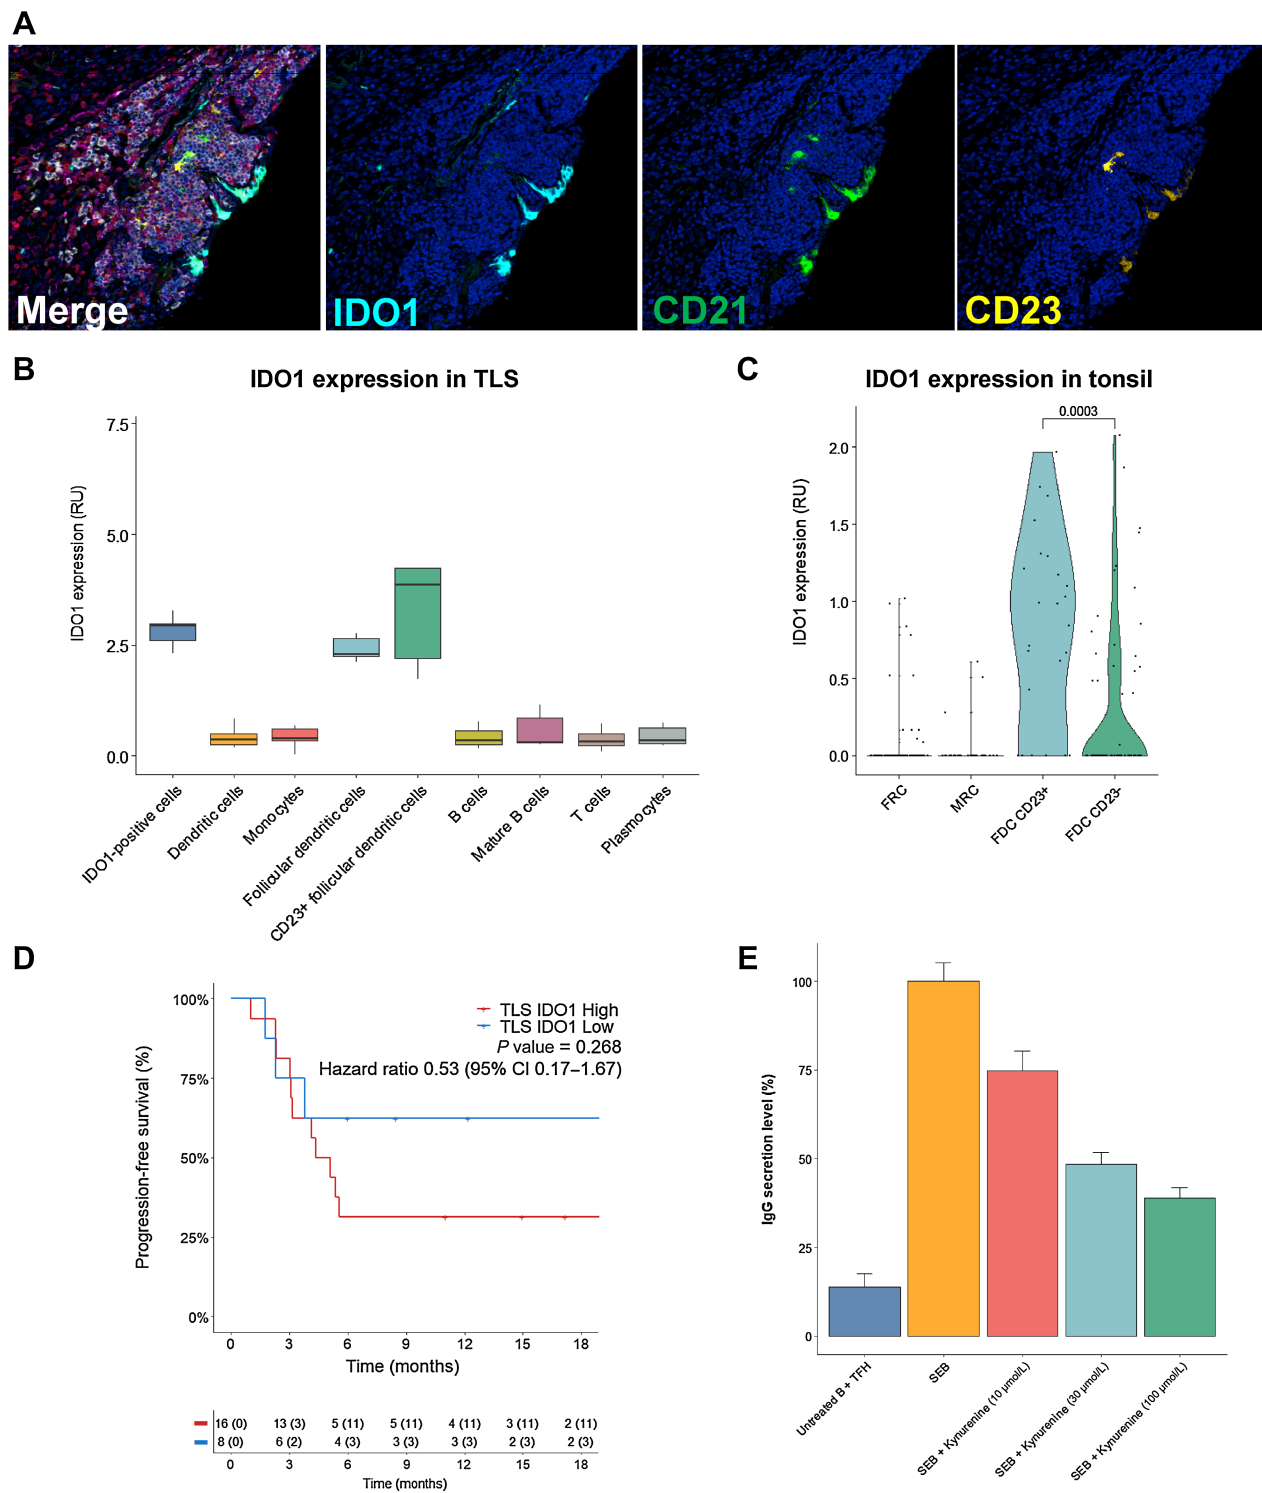 A
Merge
IDO1
CD21
CD23
B
IDO1 expression in TLS
IDO1 expression (RU)
7.5
5.0
2.5
0.0
IDO1-positive cells
Dendritic cells
Monocytes
Follicular dendritic cells
CD23+ follicular dendritic cells
B cells
Mature B cells
T cells
Plasmocytes
C
IDO1 expression in tonsil
0.0003
IDO1 expression (RU)
2.0
1.5
1.0
0.5
0.0
FRC
MRC
FDC CD23+
FDC CD23-
D
Progression-free survival (%)
100%
75%
50%
25%
0%
TLS IDO1 High
TLS IDO1 Low
P value = 0.268
Hazard ratio 0.53 (95% CI 0.17–1.67)
0 3 6 9 12 15 18
Time (months)
16 (0) 13 (3) 5 (11) 5 (11) 4 (11) 3 (11) 2 (11)
8 (0) 6 (2) 4 (3) 3 (3) 3 (3) 2 (3) 2 (3)
0 3 6 9 12 15 18
Time (months)
E
IgG secretion level (%)
100
75
50
25
0
Untreated B + TFH
SEB
SEB + Kynurenine (10 µmol/L)
SEB + Kynurenine (30 µmol/L)
SEB + Kynurenine (100 µmol/L)